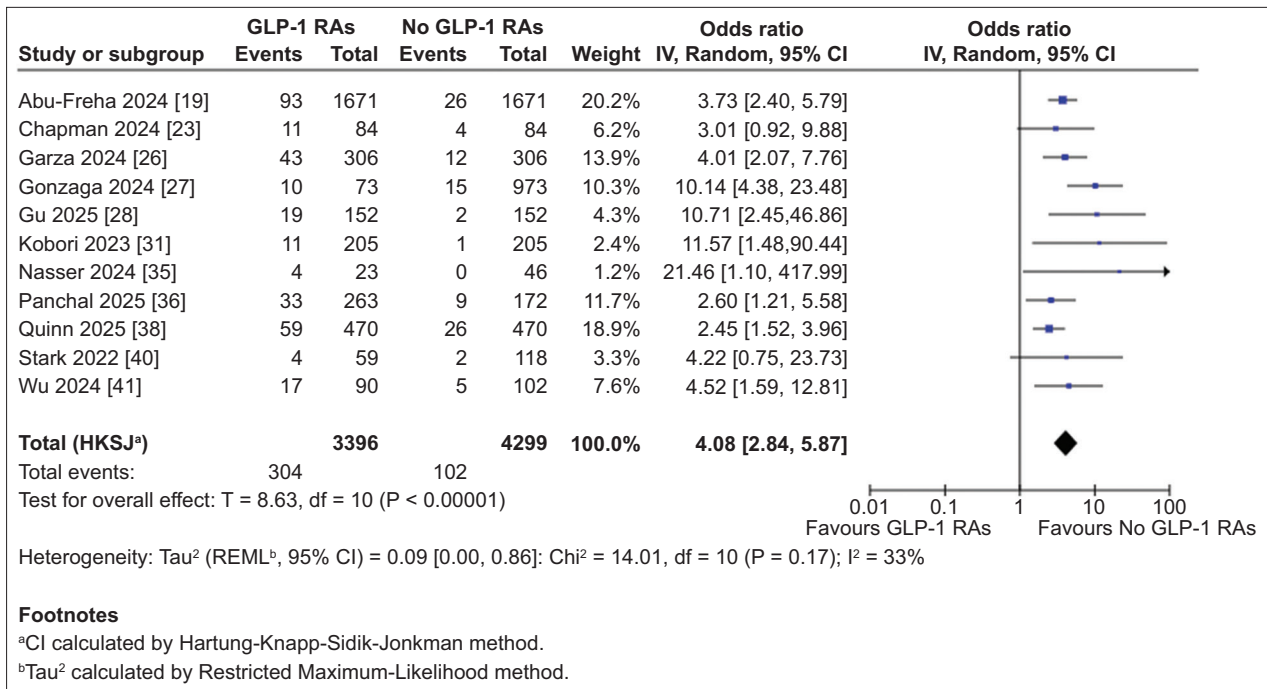 GLP-1 RAs No GLP-1 RAs Odds ratio Odds ratio
Study or subgroup Events Total Events Total Weight IV, Random, 95% CI IV, Random, 95% CI
Abu-Freha 2024 [19] 93 1671 26 1671 20.2% 3.73 [2.40, 5.79]
Chapman 2024 [23] 11 84 4 84 6.2% 3.01 [0.92, 9.88]
Garza 2024 [26] 43 306 12 306 13.9% 4.01 [2.07, 7.76]
Gonzaga 2024 [27] 10 73 15 973 10.3% 10.14 [4.38, 23.48]
Gu 2025 [28] 19 152 2 152 4.3% 10.71 [2.45,46.86]
Kobori 2023 [31] 11 205 1 205 2.4% 11.57 [1.48,90.44]
Nasser 2024 [35] 4 23 0 46 1.2% 21.46 [1.10, 417.99]
Panchal 2025 [36] 33 263 9 172 11.7% 2.60 [1.21, 5.58]
Quinn 2025 [38] 59 470 26 470 18.9% 2.45 [1.52, 3.96]
Stark 2022 [40] 4 59 2 118 3.3% 4.22 [0.75, 23.73]
Wu 2024 [41] 17 90 5 102 7.6% 4.52 [1.59, 12.81]
Total (HKSJᵃ) 3396 4299 100.0% 4.08 [2.84, 5.87]
Total events: 304 102
Test for overall effect: T = 8.63, df = 10 (P < 0.00001)
0.01 0.1 1 10 100
Favours GLP-1 RAs Favours No GLP-1 RAs
Heterogeneity: Tau² (REMLᵇ, 95% CI) = 0.09 [0.00, 0.86]: Chi² = 14.01, df = 10 (P = 0.17); I² = 33%
Footnotes
ᵃCI calculated by Hartung-Knapp-Sidik-Jonkman method.
ᵇTau² calculated by Restricted Maximum-Likelihood method.